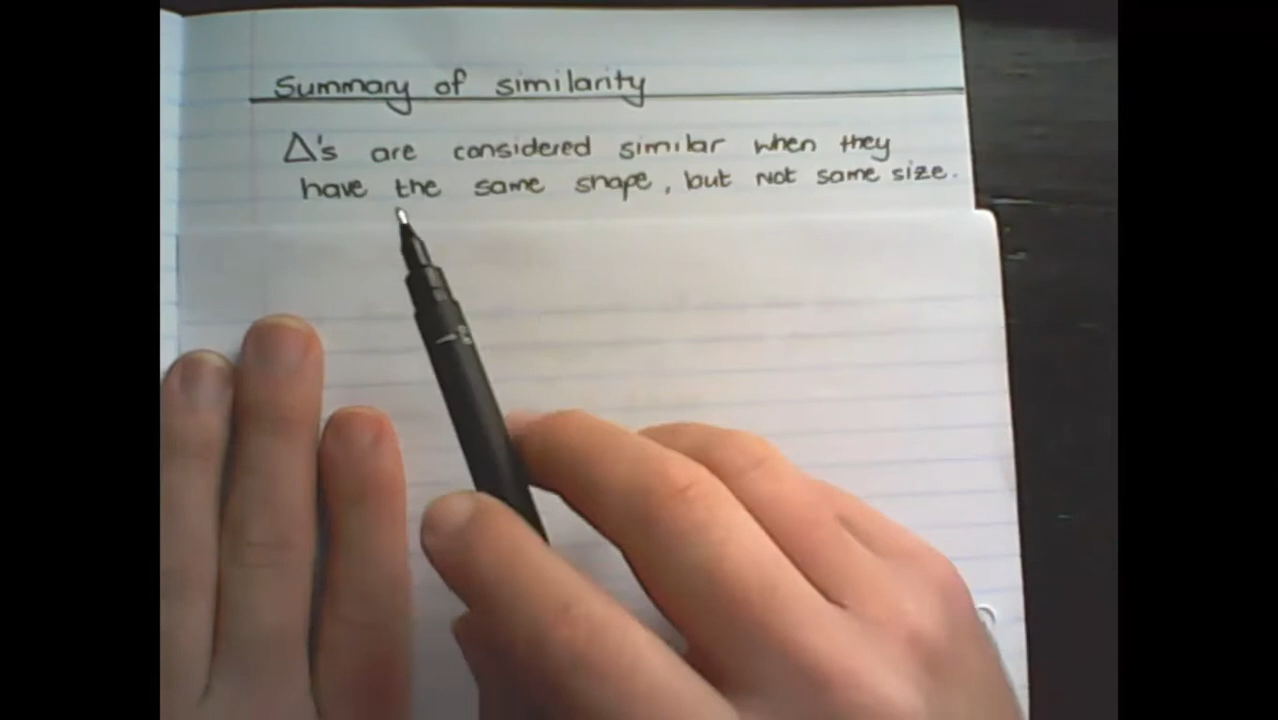 Summary of similarity
Δ's are considered similar when they
have the same shape, but NOT same size.